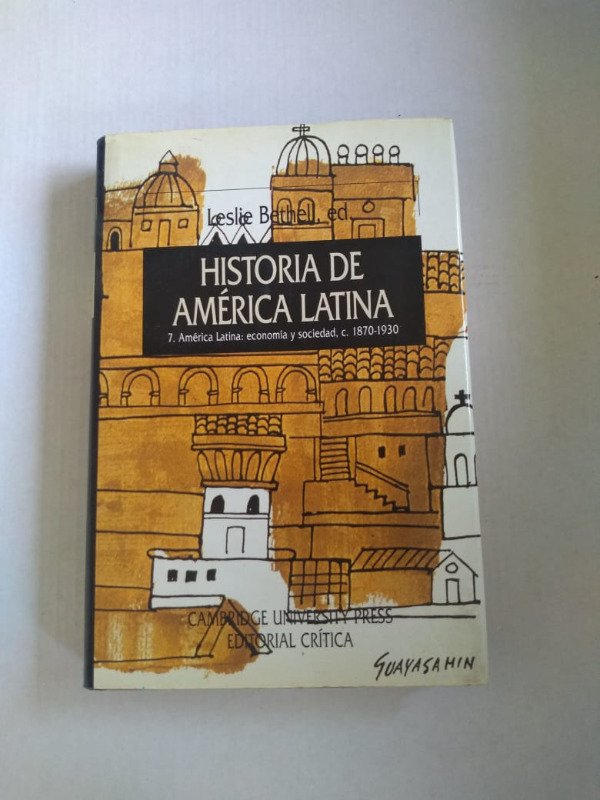 Leslie Bethell, ed.
HISTORIA DE
AMÉRICA LATINA
7. América Latina: economía y sociedad, c. 1870-1930
CAMBRIDGE UNIVERSITY PRESS
EDITORIAL CRÍTICA
GUAYASAMIN